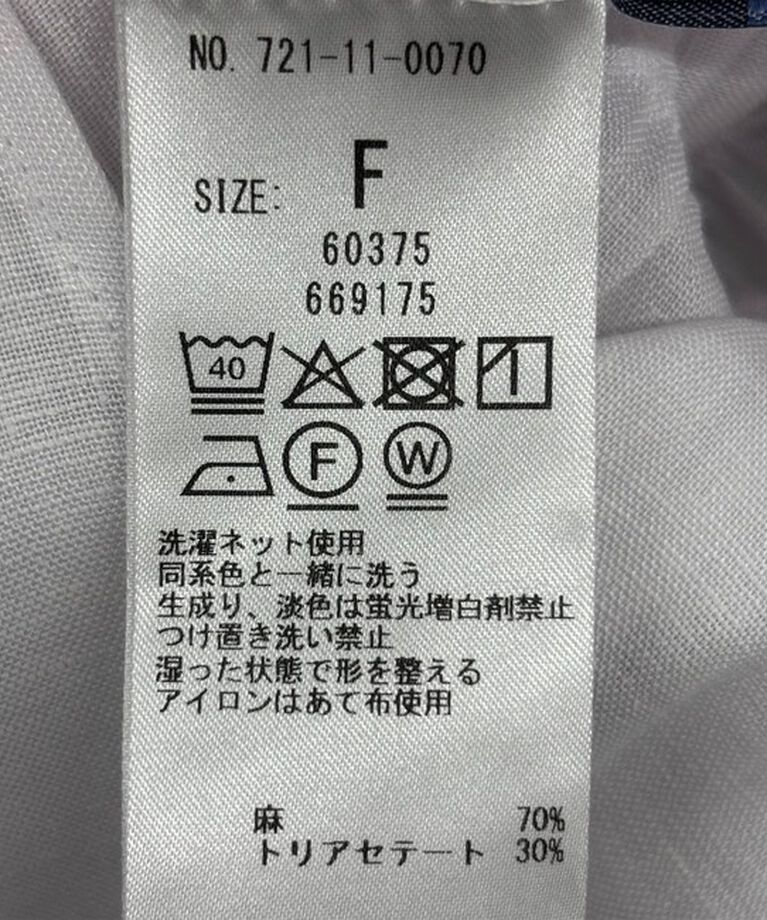 NO. 721-11-0070
SIZE: F
60375
669175
40
F W
洗濯ネット使用
同系色と一緒に洗う
生成り、淡色は蛍光増白剤禁止
つけ置き洗い禁止
湿った状態で形を整える
アイロンはあて布使用
麻 70%
トリアセテート 30%